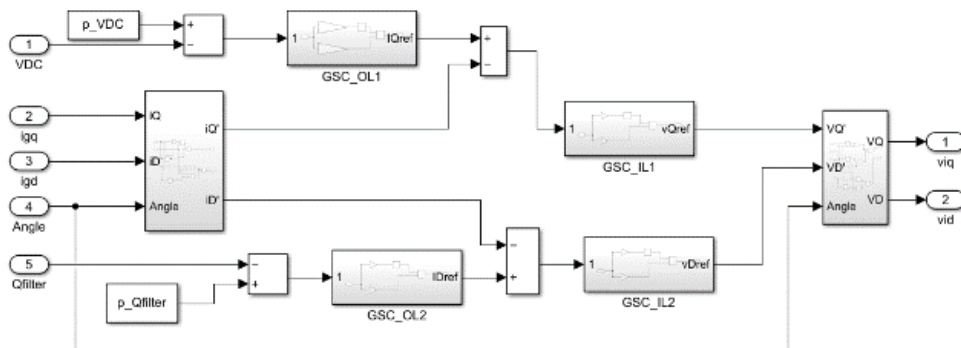 p_VDC
+
−
1
VDC
1
IQref
GSC_OL1
+
−
2
igq
3
igd
4
Angle
IQ
iD
Angle
iQ'
iD'
1
vQref
GSC_IL1
VQ'
VD'
Angle
VQ
VD
1
viq
2
vid
5
Qfilter
−
+
p_Qfilter
1
IDref
GSC_OL2
−
+
1
vDref
GSC_IL2